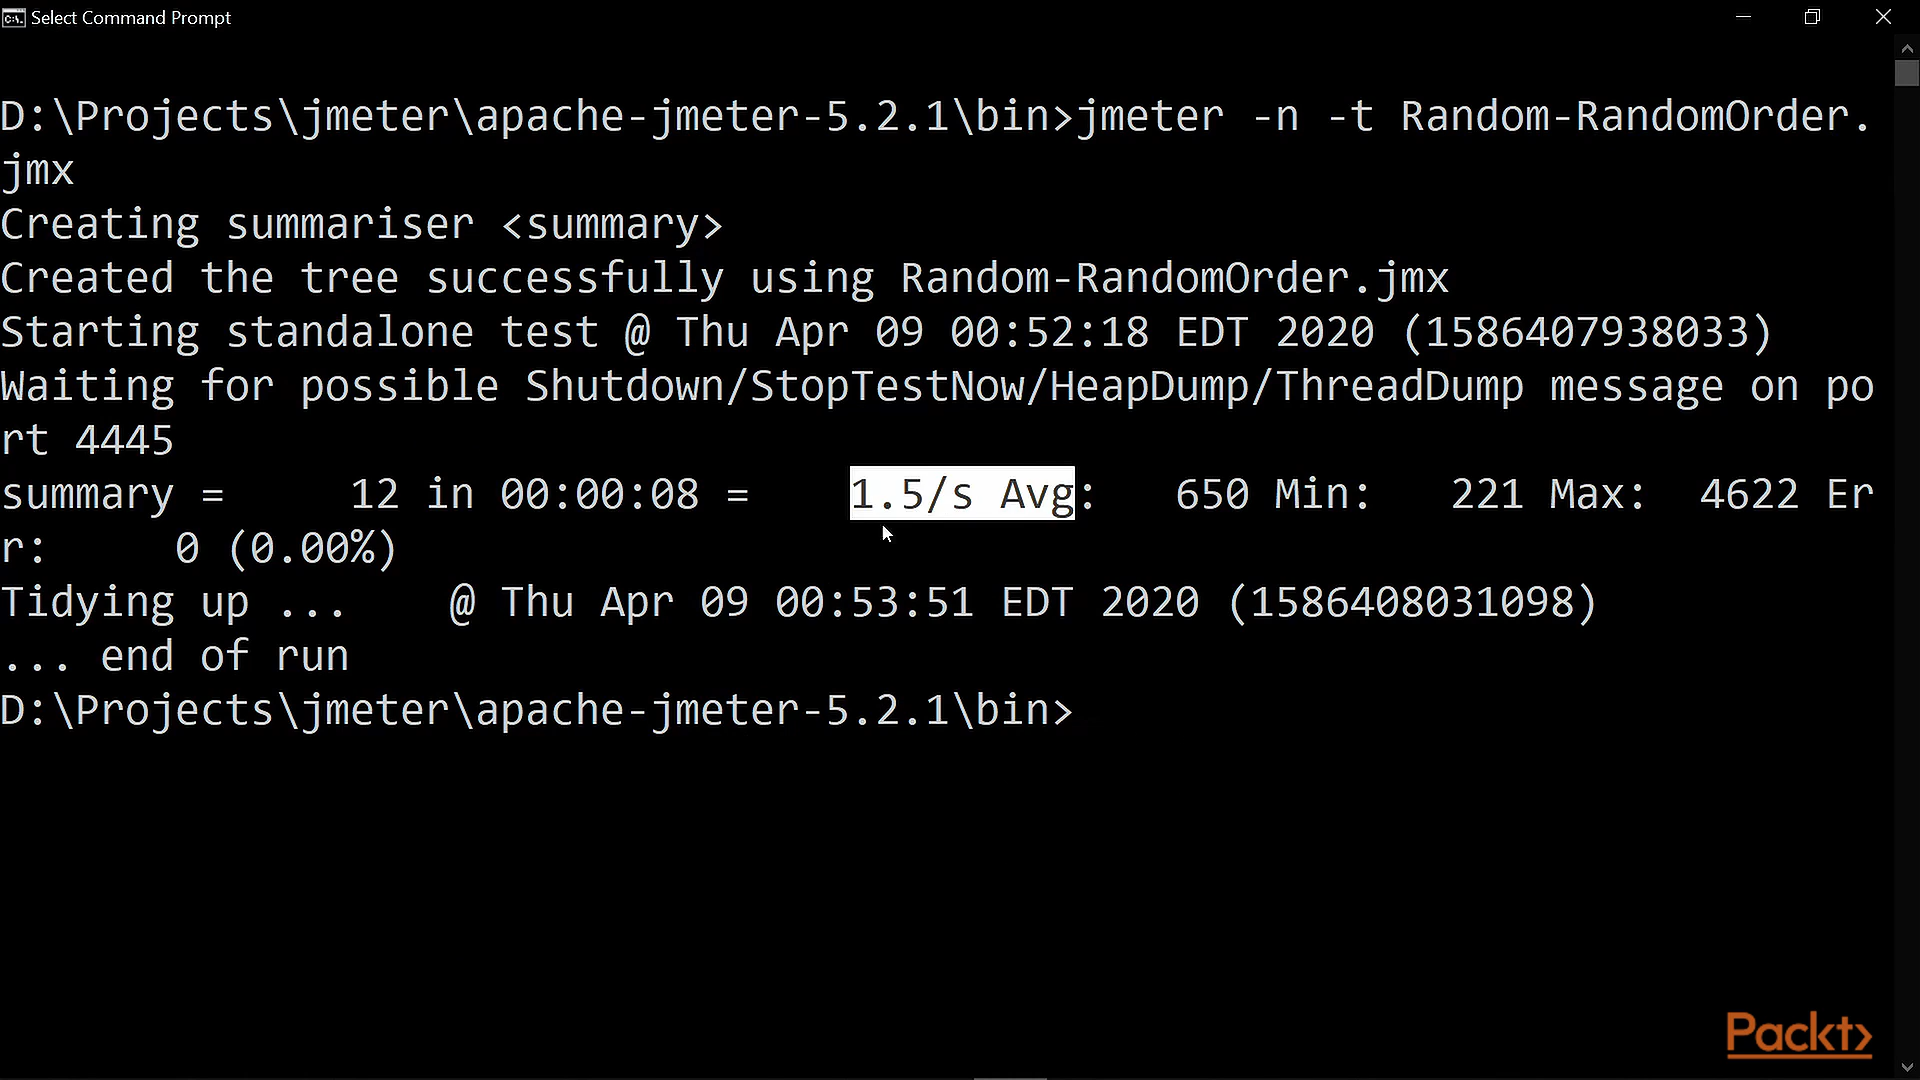 Select Command Prompt
D:\Projects\jmeter\apache-jmeter-5.2.1\bin>jmeter -n -t Random-RandomOrder.
jmx
Creating summariser <summary>
Created the tree successfully using Random-RandomOrder.jmx
Starting standalone test @ Thu Apr 09 00:52:18 EDT 2020 (1586407938033)
Waiting for possible Shutdown/StopTestNow/HeapDump/ThreadDump message on po
rt 4445
summary =     12 in 00:00:08 =    1.5/s Avg:   650 Min:   221 Max:  4622 Er
r:     0 (0.00%)
Tidying up ...    @ Thu Apr 09 00:53:51 EDT 2020 (1586408031098)
... end of run
D:\Projects\jmeter\apache-jmeter-5.2.1\bin>
Packt>